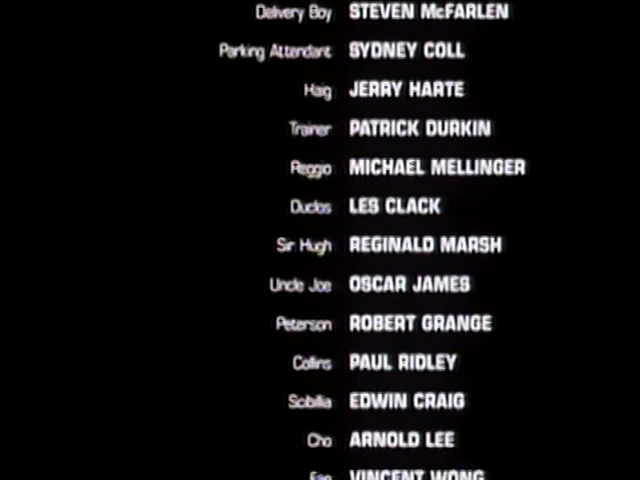 Delivery Boy STEVEN McFARLEN
Parking Attendant SYDNEY COLL
Haig JERRY HARTE
Trainer PATRICK DURKIN
Reggio MICHAEL MELLINGER
Duclos LES CLACK
Sir Hugh REGINALD MARSH
Uncle Joe OSCAR JAMES
Peterson ROBERT GRANGE
Collins PAUL RIDLEY
Scibilia EDWIN CRAIG
Cho ARNOLD LEE
VINCENT WONG